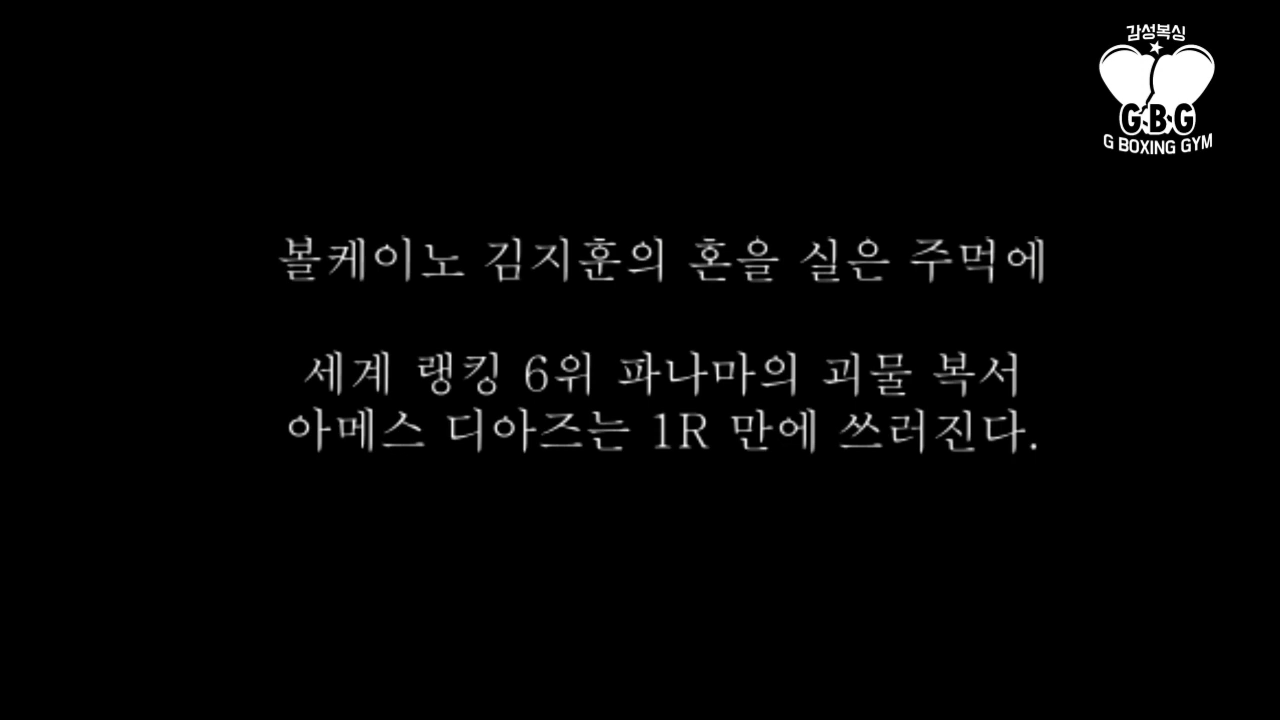 감성복싱
G·B·G
G BOXING GYM
볼케이노 김지훈의 혼을 실은 주먹에
세계 랭킹 6위 파나마의 괴물 복서
아메스 디아즈는 1R 만에 쓰러진다.